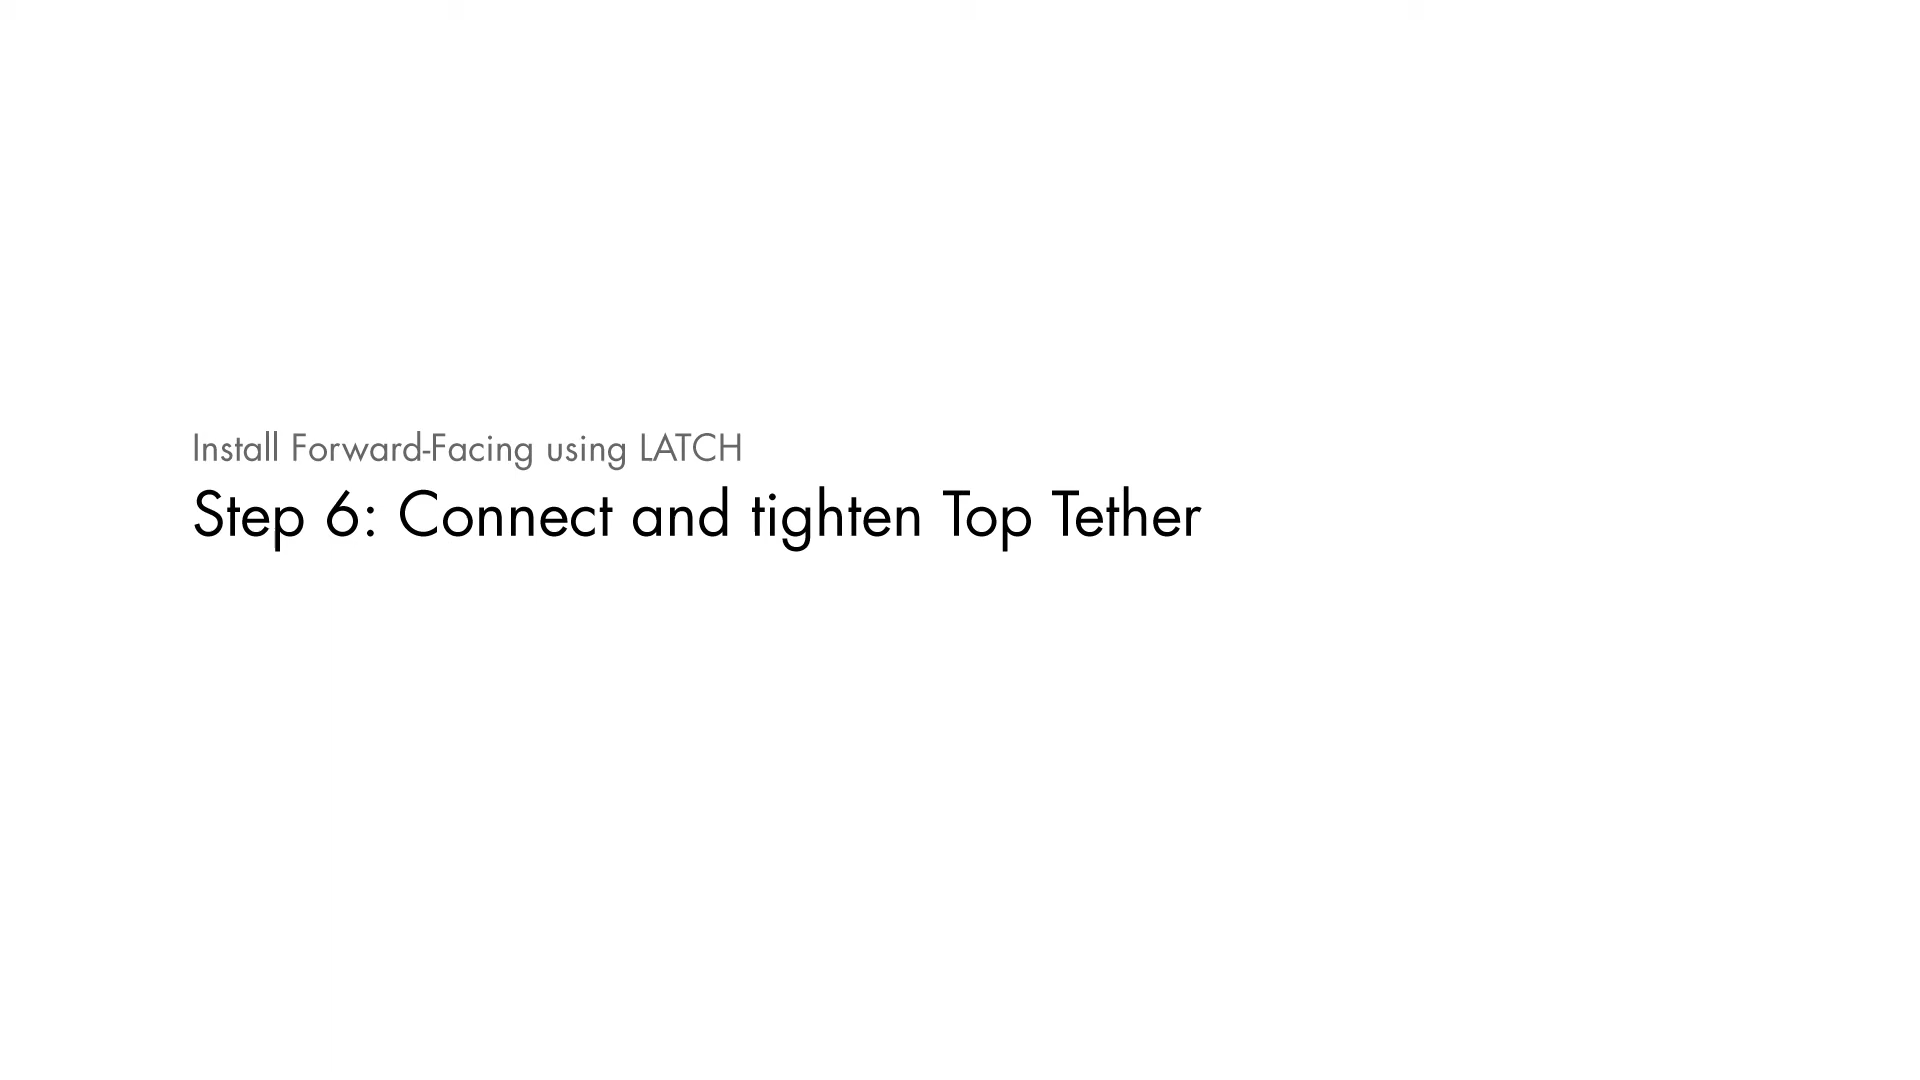 Install Forward-Facing using LATCH
Step 6: Connect and tighten Top Tether